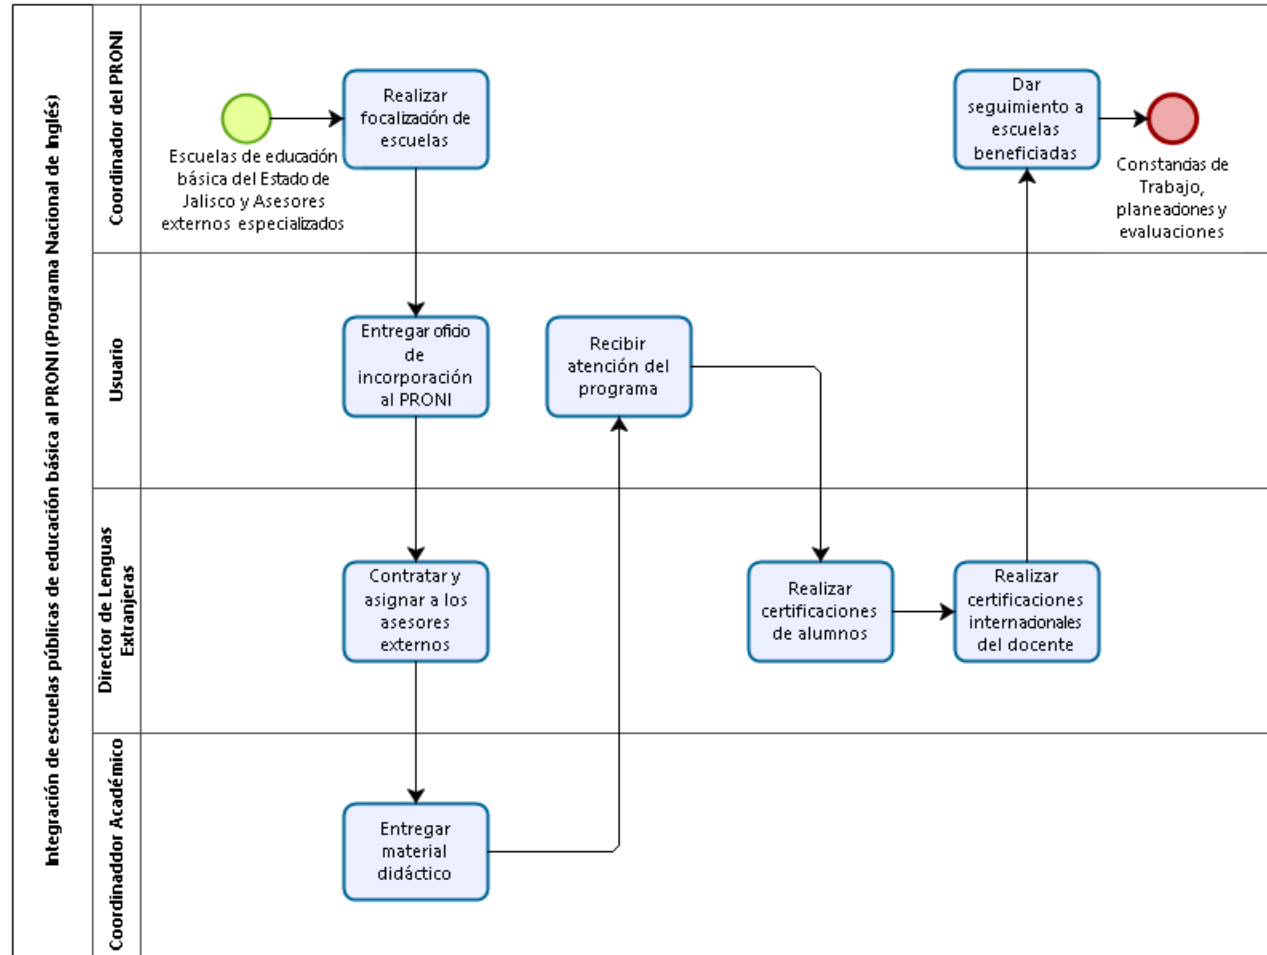 Integración de escuelas públicas de educación básica al PRONI (Programa Nacional de Inglés)
Coordinador del PRONI
Escuelas de educación
básica del Estado de
Jalisco y Asesores
externos especializados
Realizar
focalización de
escuelas
Dar
seguimiento a
escuelas
beneficiadas
Constancias de
Trabajo,
planeaciones y
evaluaciones
Usuario
Entregar oficio
de
incorporación
al PRONI
Recibir
atención del
programa
Director de Lenguas
Extranjeras
Contratar y
asignar a los
asesores
externos
Realizar
certificaciones
de alumnos
Realizar
certificaciones
internacionales
del docente
Coordinaddor Académico
Entregar
material
didáctico